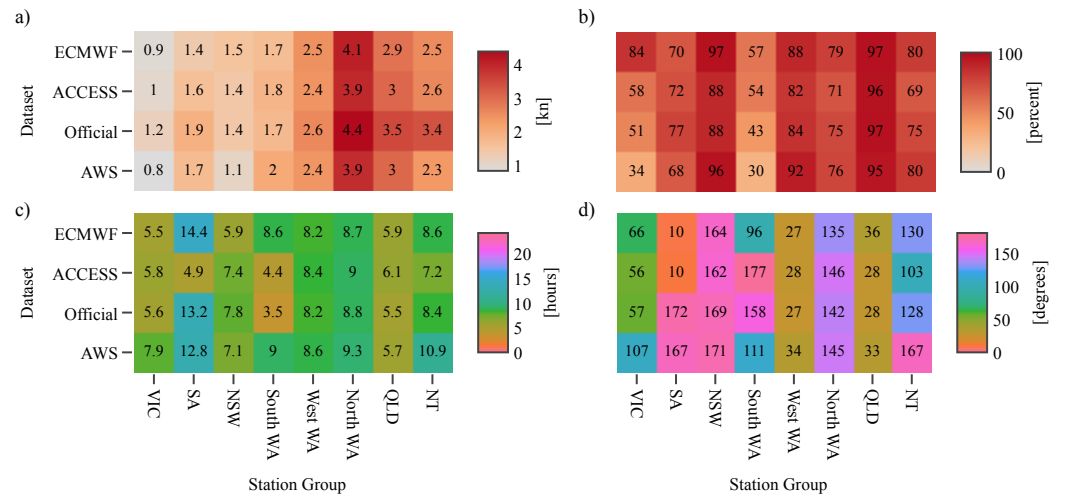 a)
ECMWF 0.9 1.4 1.5 1.7 2.5 4.1 2.9 2.5
ACCESS 1 1.6 1.4 1.8 2.4 3.9 3 2.6
Official 1.2 1.9 1.4 1.7 2.6 4.4 3.5 3.4
AWS 0.8 1.7 1.1 2 2.4 3.9 3 2.3
Dataset
4
3
2
1
[kn]
b)
84 70 97 57 88 79 97 80
58 72 88 54 82 71 96 69
51 77 88 43 84 75 97 75
34 68 96 30 92 76 95 80
100
50
0
[percent]
c)
ECMWF 5.5 14.4 5.9 8.6 8.2 8.7 5.9 8.6
ACCESS 5.8 4.9 7.4 4.4 8.4 9 6.1 7.2
Official 5.6 13.2 7.8 3.5 8.2 8.8 5.5 8.4
AWS 7.9 12.8 7.1 9 8.6 9.3 5.7 10.9
Dataset
VIC SA NSW South WA West WA North WA QLD NT
Station Group
20
15
10
5
0
[hours]
d)
66 10 164 96 27 135 36 130
56 10 162 177 28 146 28 103
57 172 169 158 27 142 28 128
107 167 171 111 34 145 33 167
VIC SA NSW South WA West WA North WA QLD NT
Station Group
150
100
50
0
[degrees]